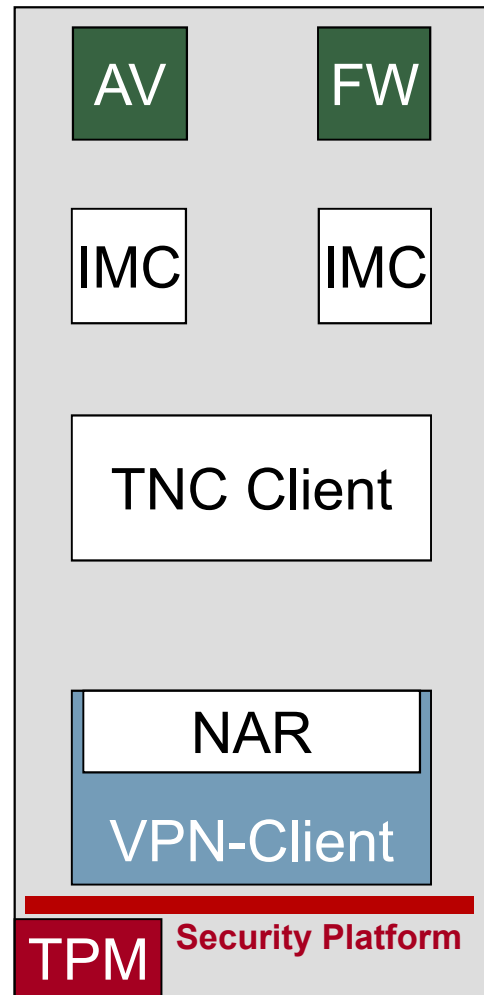 AV
FW
IMC
IMC
TNC Client
NAR
VPN-Client
Security Platform
TPM